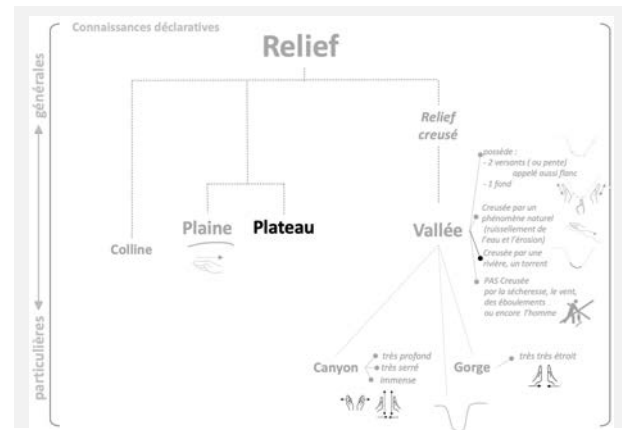 Connaissances déclaratives
Relief
générales
particulières
Relief
creusé
Colline
Plaine
Plateau
Vallée
possède :
- 2 versants ( ou pente)
appelé aussi flanc
- 1 fond
Creusée par un
phénomène naturel
(ruissellement de
l'eau et l'érosion)
Creusée par une
rivière, un torrent
PAS Creusée
par la sécheresse, le vent,
des éboulements
ou encore l'homme
Canyon
très profond
très serré
immense
Gorge
très très étroit